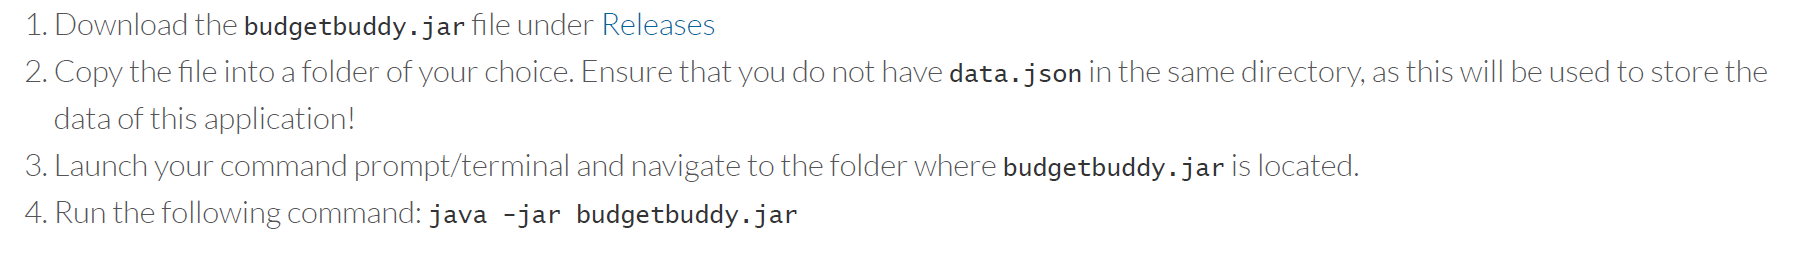 1. Download the budgetbuddy.jar file under Releases
2. Copy the file into a folder of your choice. Ensure that you do not have data.json in the same directory, as this will be used to store the
data of this application!
3. Launch your command prompt/terminal and navigate to the folder where budgetbuddy.jar is located.
4. Run the following command: java -jar budgetbuddy.jar